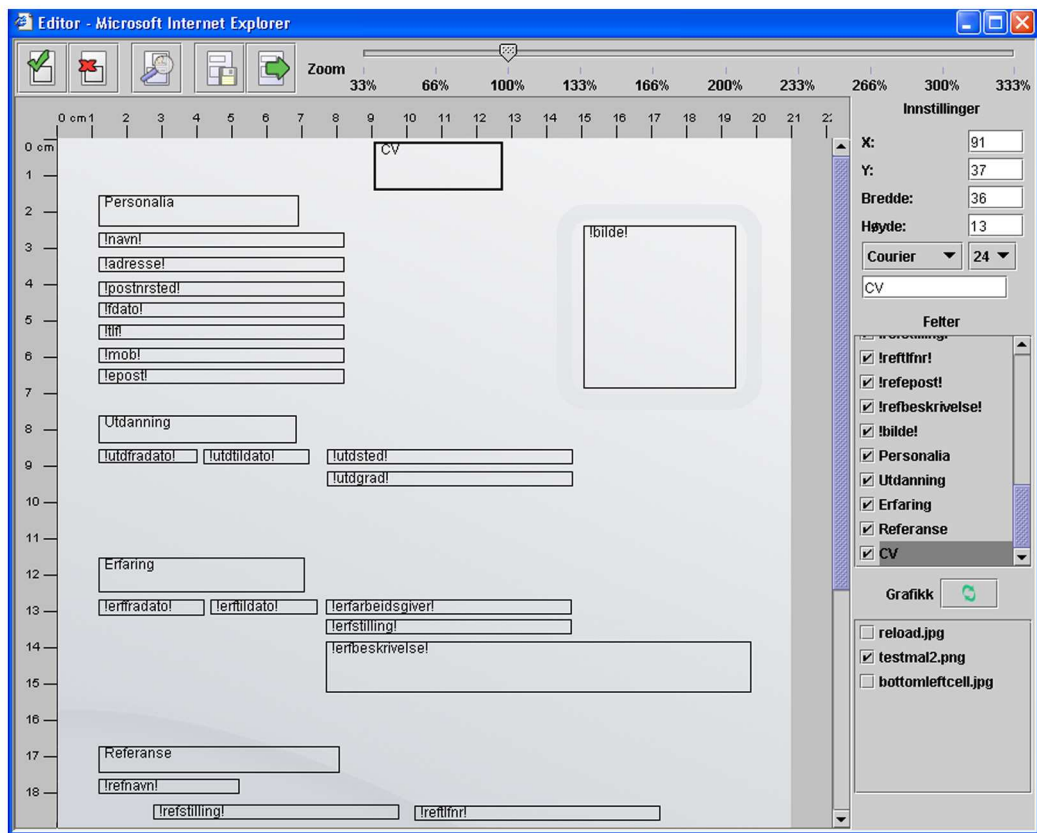 Editor - Microsoft Internet Explorer
Zoom
33% 66% 100% 133% 166% 200% 233% 266% 300% 333%
0 cm 1 2 3 4 5 6 7 8 9 10 11 12 13 14 15 16 17 18 19 20 21
0 cm
1
2
3
4
5
6
7
8
9
10
11
12
13
14
15
16
17
18
CV
Personalia
!navn!
!adresse!
!postnrsted!
!fdato!
!tlf!
!mob!
!epost!
!bilde!
Utdanning
!utdfradato! !utdtildato! !utdsted!
!utdgrad!
Erfaring
!erffradato! !erftildato! !erfarbeidsgiver!
!erfstilling!
!erfbeskrivelse!
Referanse
!refnavn!
!refstilling! !reftlfnr!
Innstillinger
X: 91
Y: 37
Bredde: 36
Høyde: 13
Courier 24
CV
Felter
!reftlfnr!
!refepost!
!refbeskrivelse!
!bilde!
Personalia
Utdanning
Erfaring
Referanse
CV
Grafikk
reload.jpg
testmal2.png
bottomleftcell.jpg